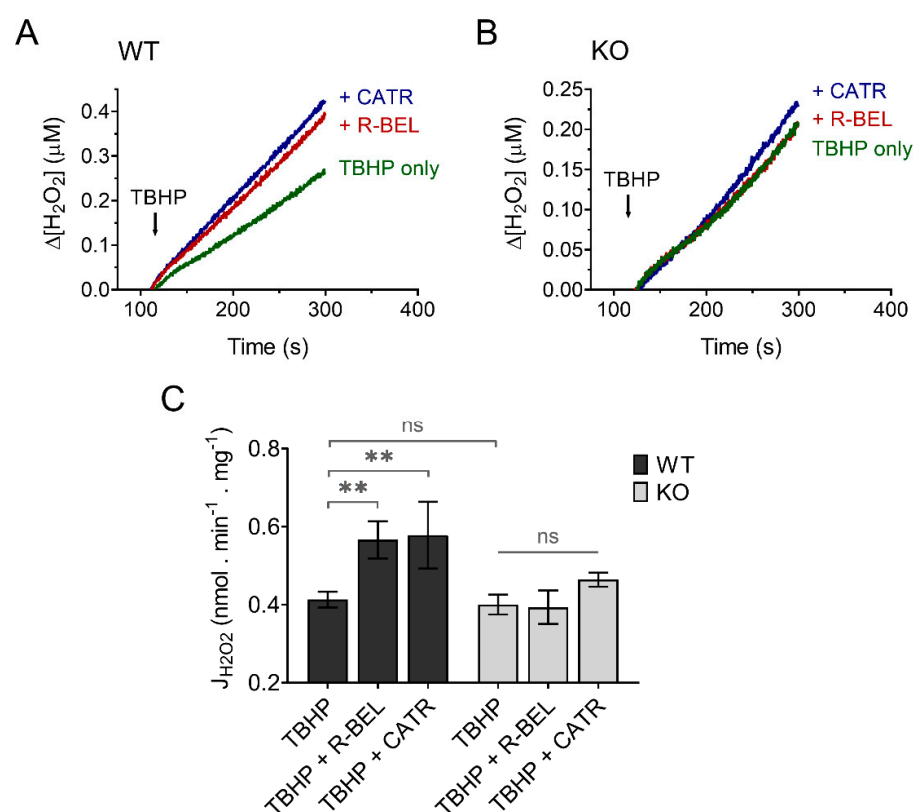 A
WT
Δ[H₂O₂] (μM)
0.4
0.3
0.2
0.1
0.0
TBHP
+ CATR
+ R-BEL
TBHP only
100
200
300
400
Time (s)
B
KO
Δ[H₂O₂] (μM)
0.25
0.20
0.15
0.10
0.05
0.00
TBHP
+ CATR
+ R-BEL
TBHP only
100
200
300
400
Time (s)
C
J_H2O2 (nmol . min⁻¹ . mg⁻¹)
0.8
0.6
0.4
0.2
ns
**
**
ns
WT
KO
TBHP
TBHP + R-BEL
TBHP + CATR
TBHP
TBHP + R-BEL
TBHP + CATR